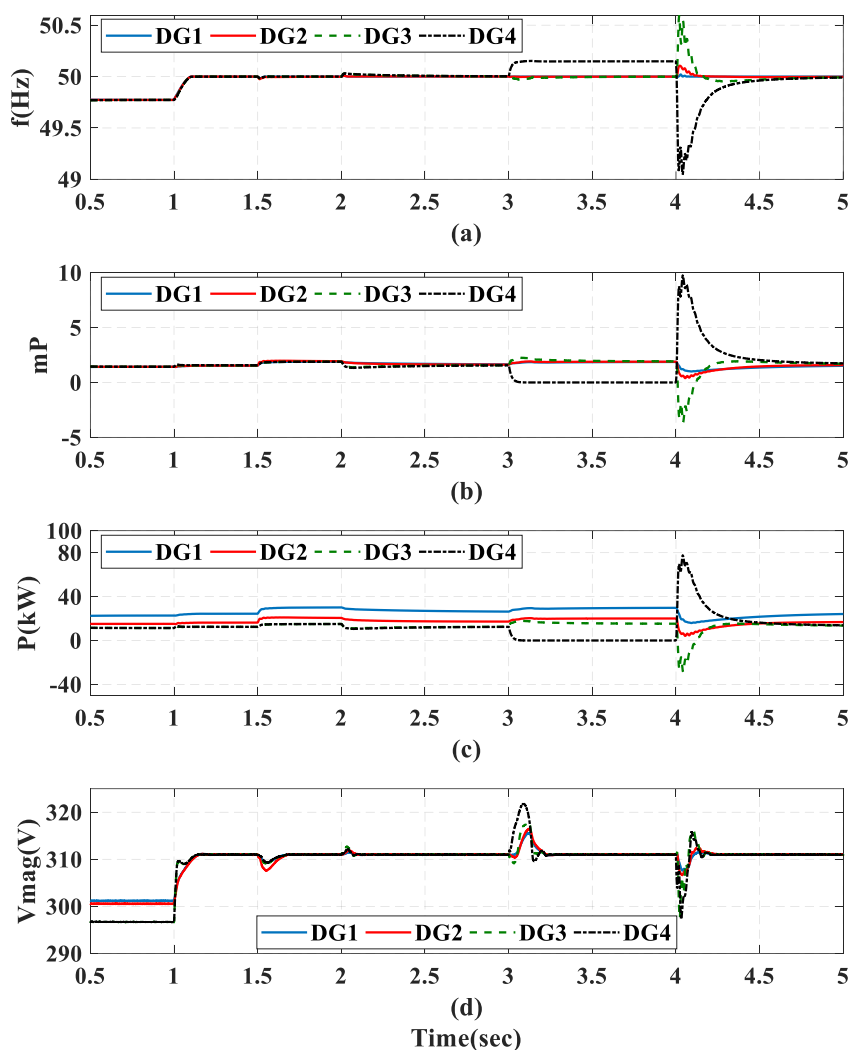 50.5
50
49.5
49
f(Hz)
DG1 DG2 DG3 DG4
0.5 1 1.5 2 2.5 3 3.5 4 4.5 5
(a)
10
5
0
-5
mP
DG1 DG2 DG3 DG4
0.5 1 1.5 2 2.5 3 3.5 4 4.5 5
(b)
100
80
40
0
-40
P(kW)
DG1 DG2 DG3 DG4
0.5 1 1.5 2 2.5 3 3.5 4 4.5 5
(c)
320
310
300
290
Vmag(V)
DG1 DG2 DG3 DG4
0.5 1 1.5 2 2.5 3 3.5 4 4.5 5
(d)
Time(sec)